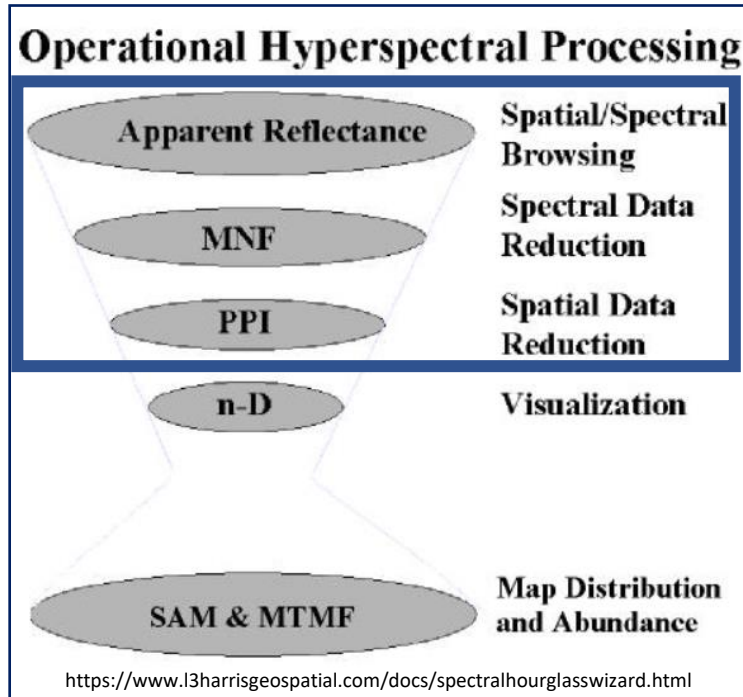 Operational Hyperspectral Processing
Apparent Reflectance
Spatial/Spectral
Browsing
MNF
Spectral Data
Reduction
PPI
Spatial Data
Reduction
n-D
Visualization
SAM & MTMF
Map Distribution
and Abundance
https://www.l3harrisgeospatial.com/docs/spectralhourglasswizard.html